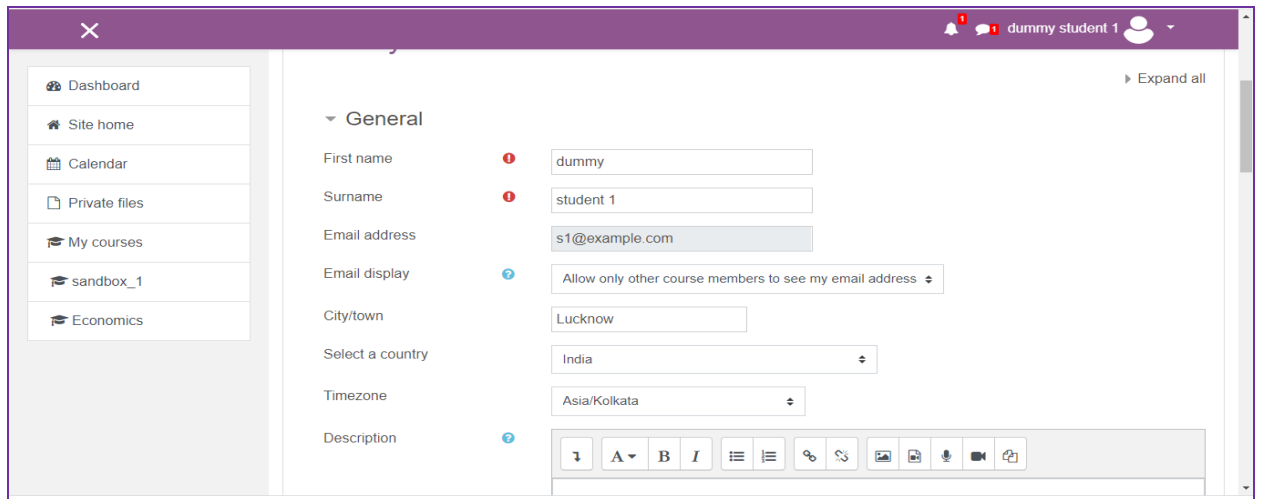 1 1 dummy student 1
Dashboard
Site home
Calendar
Private files
My courses
sandbox_1
Economics
Expand all
General
First name dummy
Surname student 1
Email address s1@example.com
Email display Allow only other course members to see my email address
City/town Lucknow
Select a country India
Timezone Asia/Kolkata
Description
A B I